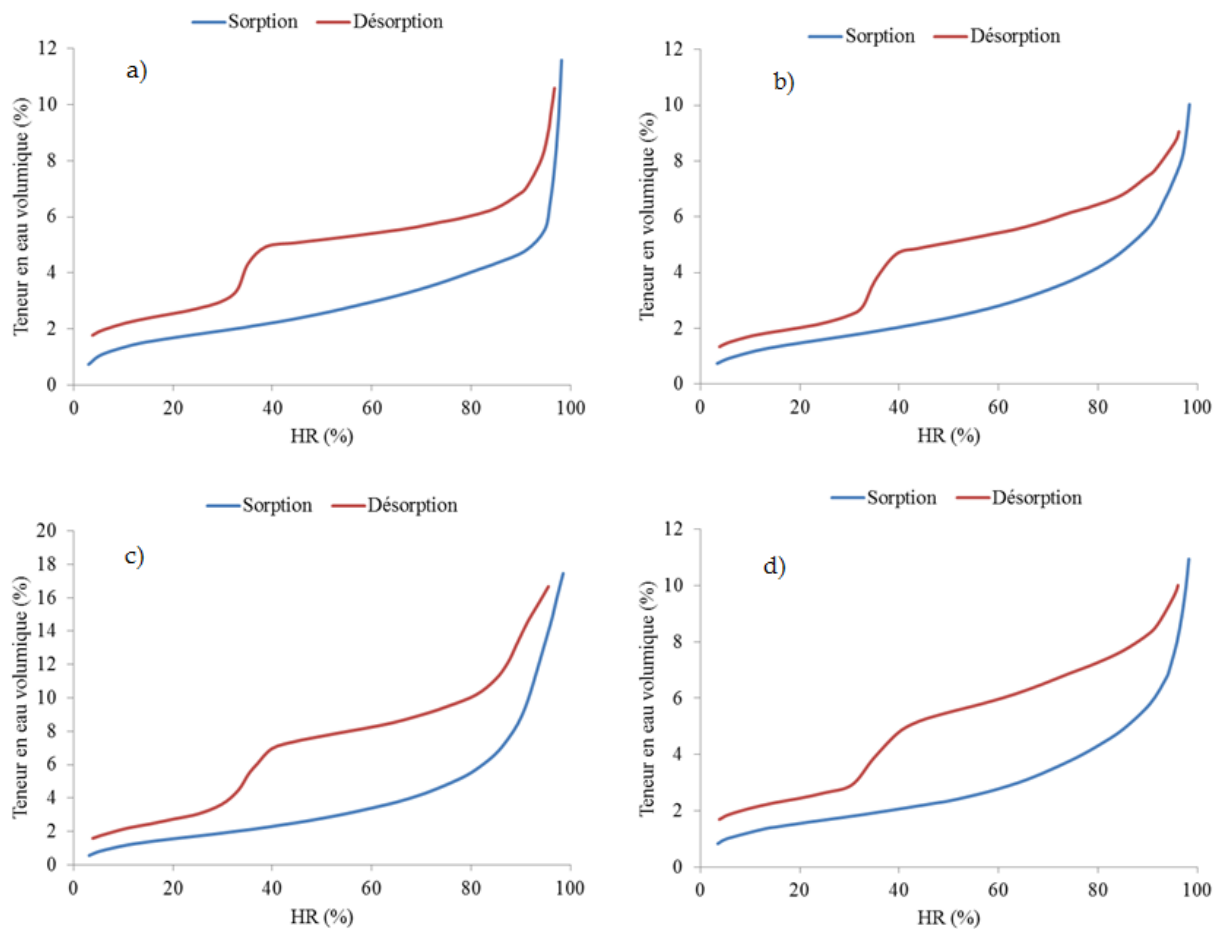 Sorption Désorption
a)
Teneur en eau volumique (%)
12
10
8
6
4
2
0
0 20 40 60 80 100
HR (%)
Sorption Désorption
b)
Teneur en volumique (%)
12
10
8
6
4
2
0
0 20 40 60 80 100
HR (%)
Sorption Désorption
c)
Teneur en eau volumique (%)
20
18
16
14
12
10
8
6
4
2
0
0 20 40 60 80 100
HR (%)
Sorption Désorption
d)
Teneur en eau volumique (%)
12
10
8
6
4
2
0
0 20 40 60 80 100
HR (%)